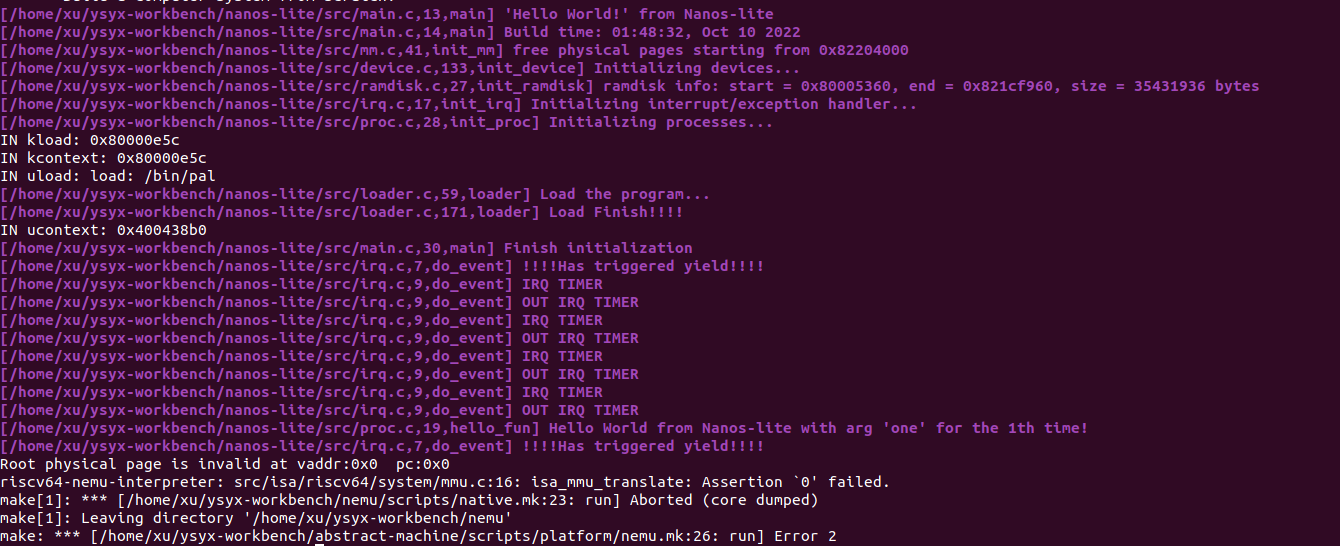 [/home/xu/ysyx-workbench/nanos-lite/src/main.c,13,main] 'Hello World!' from Nanos-lite
[/home/xu/ysyx-workbench/nanos-lite/src/main.c,14,main] Build time: 01:48:32, Oct 10 2022
[/home/xu/ysyx-workbench/nanos-lite/src/mm.c,41,init_mm] free physical pages starting from 0x82204000
[/home/xu/ysyx-workbench/nanos-lite/src/device.c,133,init_device] Initializing devices...
[/home/xu/ysyx-workbench/nanos-lite/src/ramdisk.c,27,init_ramdisk] ramdisk info: start = 0x80005360, end = 0x821cf960, size = 35431936 bytes
[/home/xu/ysyx-workbench/nanos-lite/src/irq.c,17,init_irq] Initializing interrupt/exception handler...
[/home/xu/ysyx-workbench/nanos-lite/src/proc.c,28,init_proc] Initializing processes...
IN kload: 0x80000e5c
IN kcontext: 0x80000e5c
IN uload: load: /bin/pal
[/home/xu/ysyx-workbench/nanos-lite/src/loader.c,59,loader] Load the program...
[/home/xu/ysyx-workbench/nanos-lite/src/loader.c,171,loader] Load Finish!!!!
IN ucontext: 0x400438b0
[/home/xu/ysyx-workbench/nanos-lite/src/main.c,30,main] Finish initialization
[/home/xu/ysyx-workbench/nanos-lite/src/irq.c,7,do_event] !!!!Has triggered yield!!!!
[/home/xu/ysyx-workbench/nanos-lite/src/irq.c,9,do_event] IRQ TIMER
[/home/xu/ysyx-workbench/nanos-lite/src/irq.c,9,do_event] OUT IRQ TIMER
[/home/xu/ysyx-workbench/nanos-lite/src/irq.c,9,do_event] IRQ TIMER
[/home/xu/ysyx-workbench/nanos-lite/src/irq.c,9,do_event] OUT IRQ TIMER
[/home/xu/ysyx-workbench/nanos-lite/src/irq.c,9,do_event] IRQ TIMER
[/home/xu/ysyx-workbench/nanos-lite/src/irq.c,9,do_event] OUT IRQ TIMER
[/home/xu/ysyx-workbench/nanos-lite/src/irq.c,9,do_event] IRQ TIMER
[/home/xu/ysyx-workbench/nanos-lite/src/irq.c,9,do_event] OUT IRQ TIMER
[/home/xu/ysyx-workbench/nanos-lite/src/proc.c,19,hello_fun] Hello World from Nanos-lite with arg 'one' for the 1th time!
[/home/xu/ysyx-workbench/nanos-lite/src/irq.c,7,do_event] !!!!Has triggered yield!!!!
Root physical page is invalid at vaddr:0x0  pc:0x0
riscv64-nemu-interpreter: src/isa/riscv64/system/mmu.c:16: isa_mmu_translate: Assertion `0' failed.
make[1]: *** [/home/xu/ysyx-workbench/nemu/scripts/native.mk:23: run] Aborted (core dumped)
make[1]: Leaving directory '/home/xu/ysyx-workbench/nemu'
make: *** [/home/xu/ysyx-workbench/abstract-machine/scripts/platform/nemu.mk:26: run] Error 2